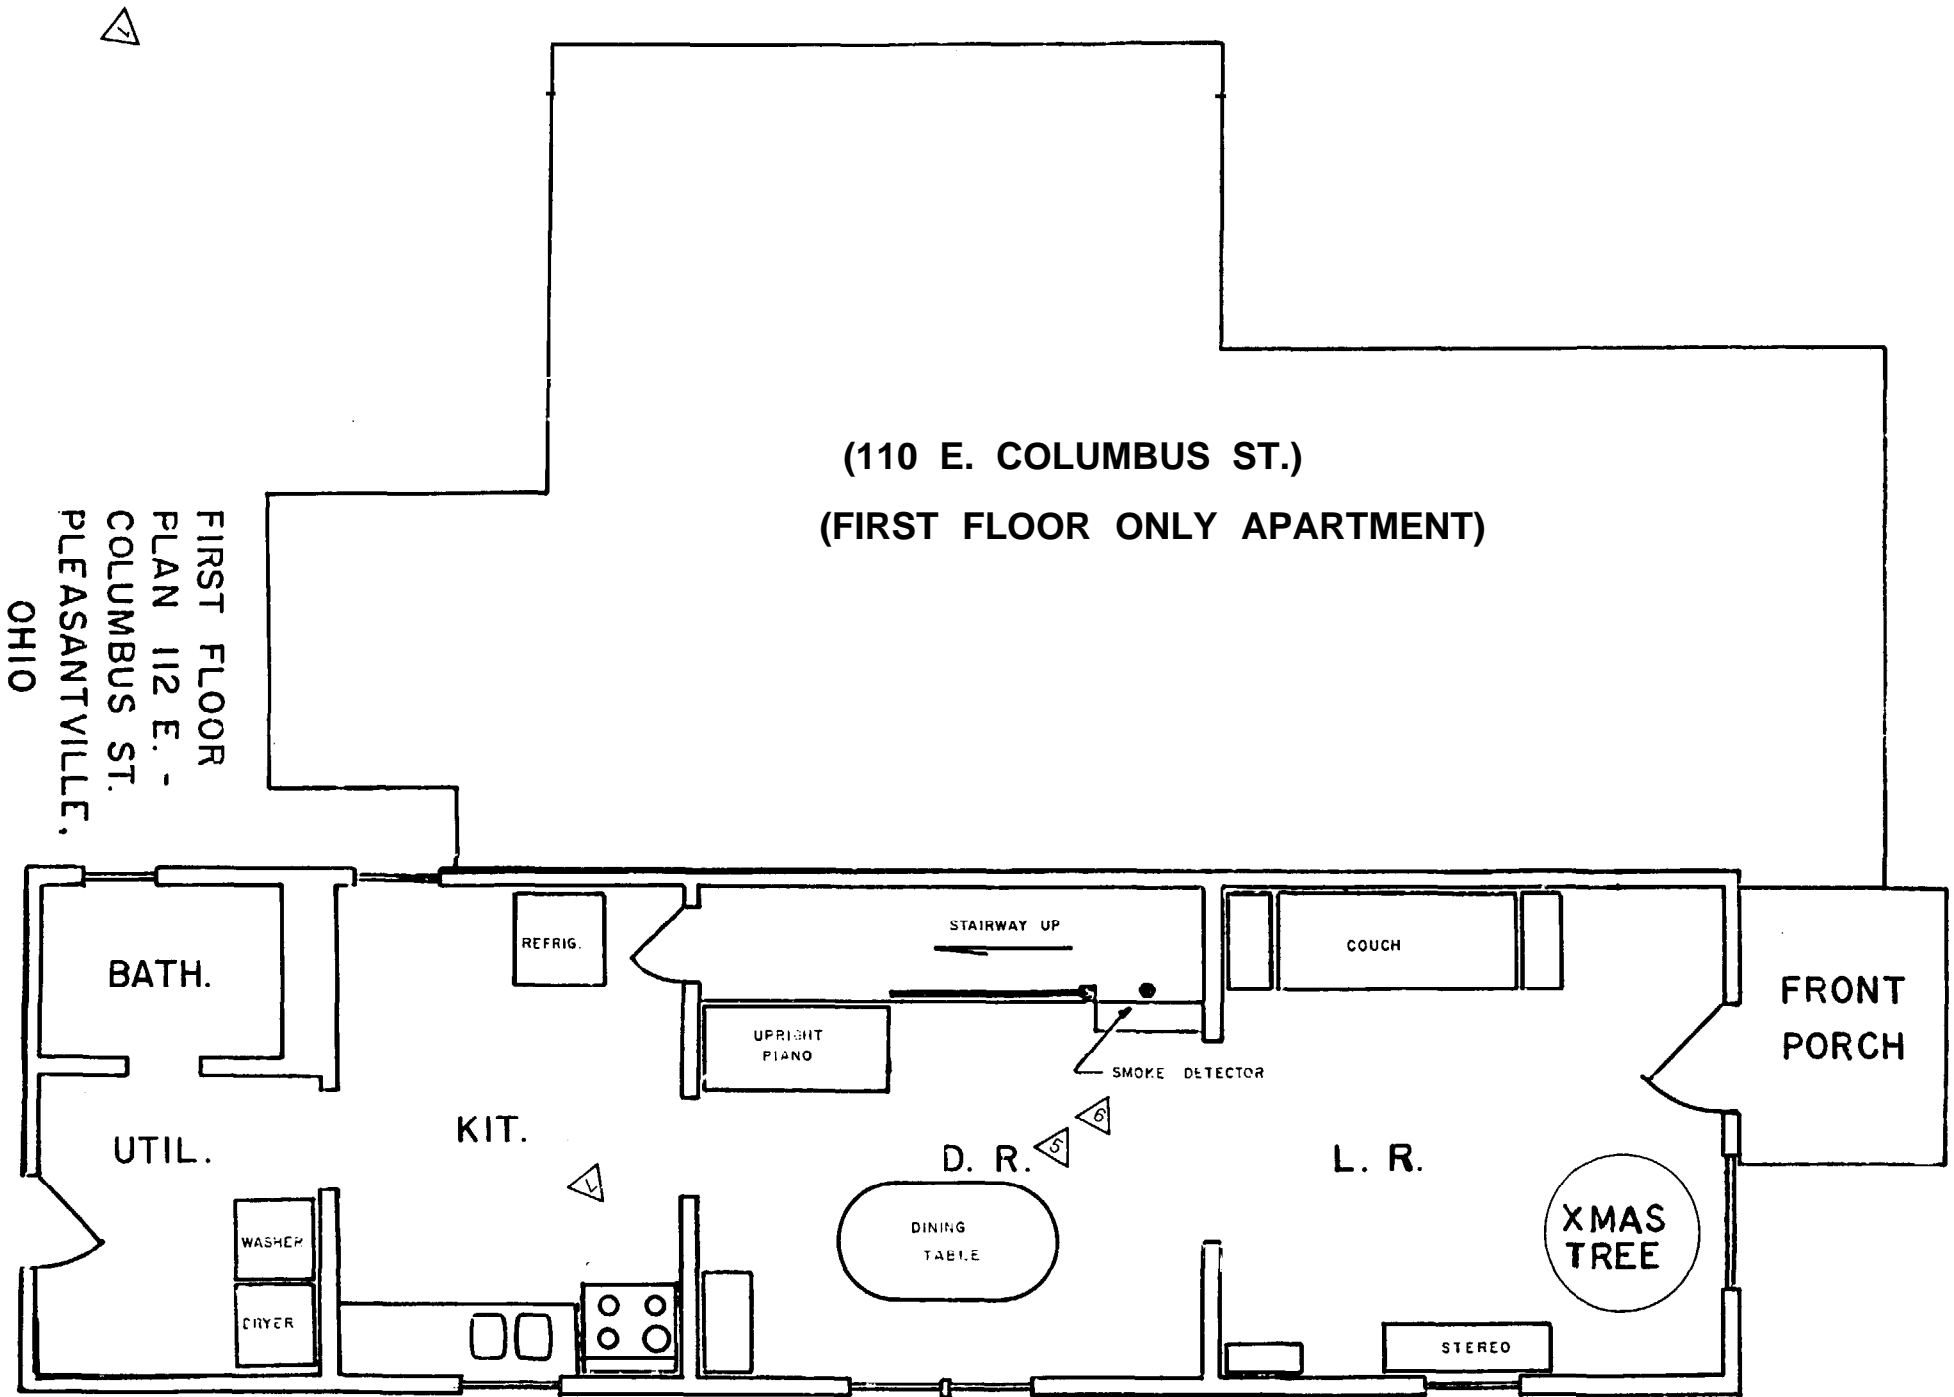 (110 E. COLUMBUS ST.)
(FIRST FLOOR ONLY APARTMENT)
FIRST FLOOR
PLAN 112 E. -
COLUMBUS ST.
PLEASANTVILLE,
OHIO
REFRIG.
STAIRWAY UP
COUCH
BATH.
FRONT
PORCH
UPRIGHT
PIANO
SMOKE DETECTOR
6
5
KIT.
UTIL.
D. R.
L. R.
XMAS
TREE
DINING
TABLE
WASHER
DRYER
STEREO